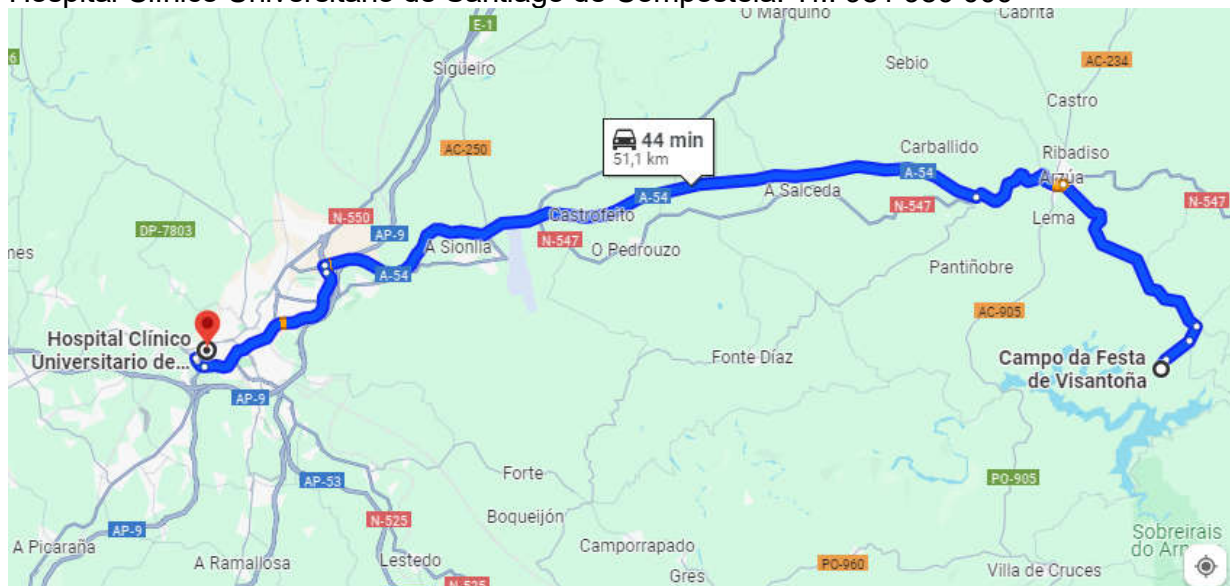 O Marquiño
Cabrita
E-1
Sigüeiro
Sebio
AC-234
Castro
AC-250
44 min
51,1 km
Carballido
Ribadiso
A-54
Arzúa
A Salceda
A-54
N-547
N-547
N-550
Castrofeito
Lema
DP-7803
AP-9
A Sionlla
N-547
O Pedrouzo
mes
A-54
Pantiñobre
AC-905
Hospital Clínico
Universitario de...
Fonte Díaz
Campo da Festa
de Visantoña
AP-9
Forte
PO-905
AP-53
N-525
Boqueijón
AP-9
Sobreirais
A Picaraña
Camporrapado
A Ramallosa
Lestedo
PO-960
Villa de Cruces
Gres
N-525